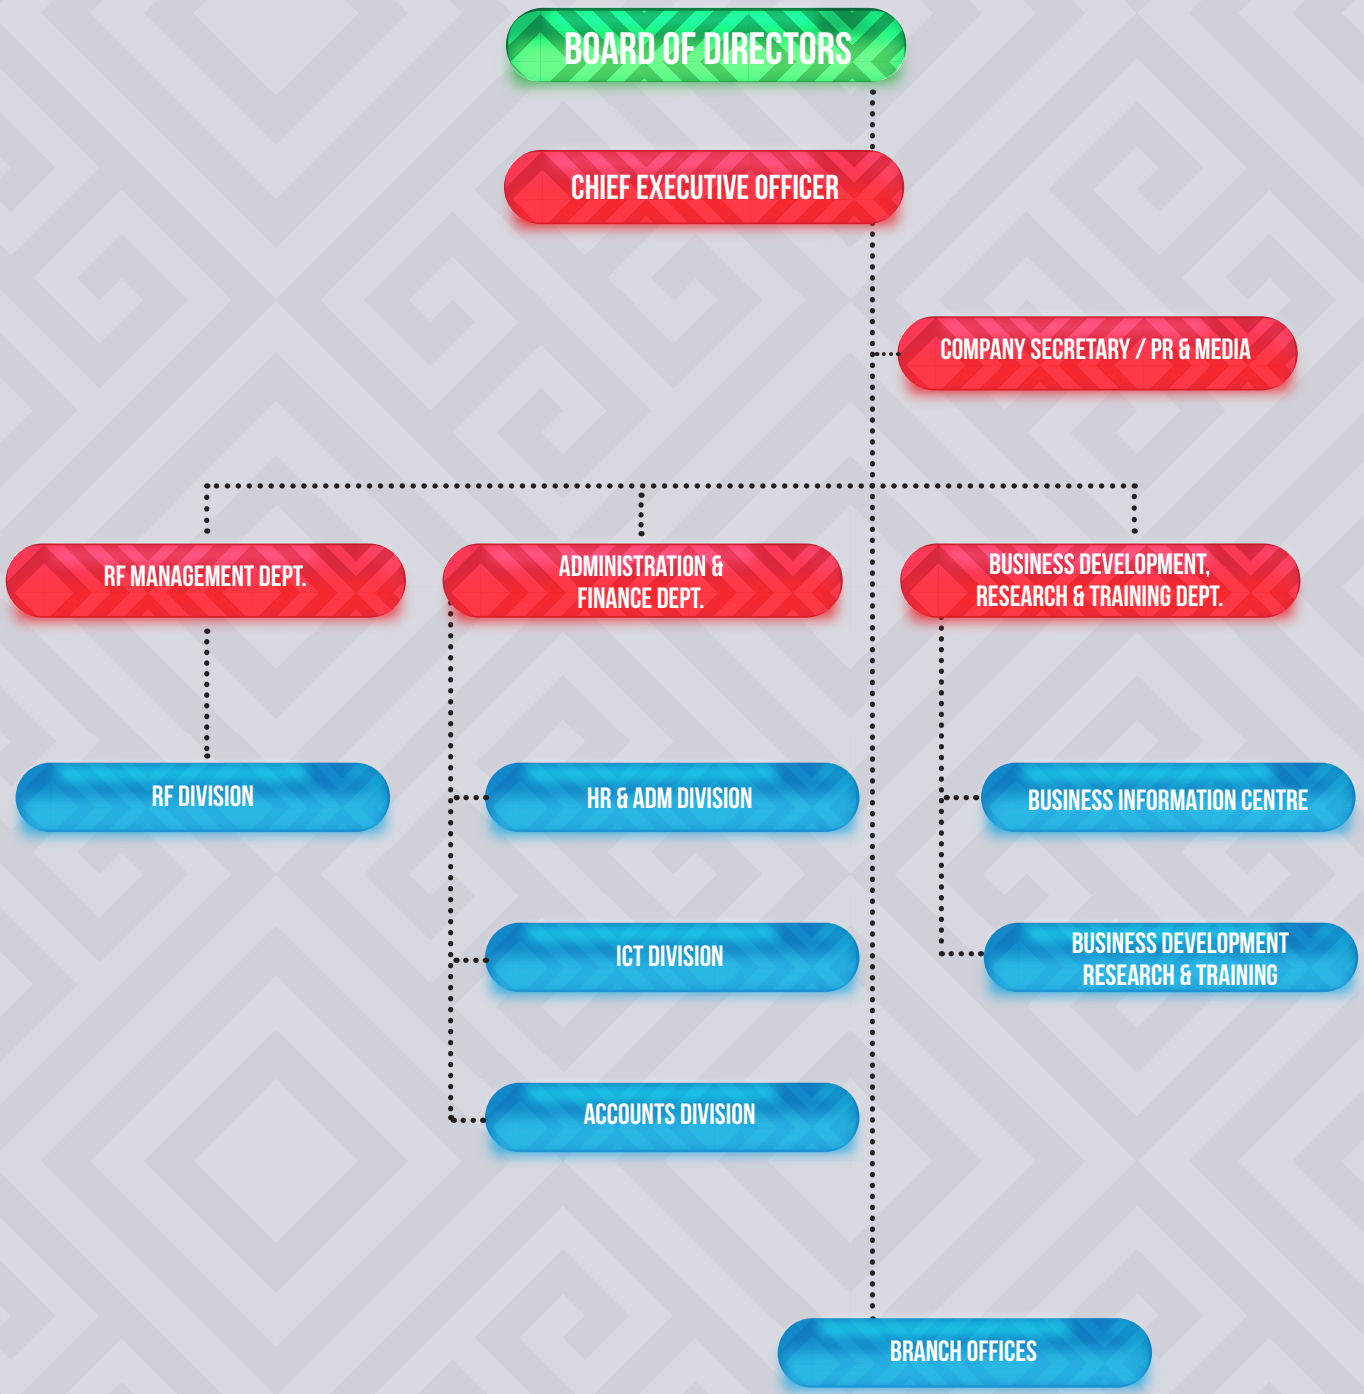 BOARD OF DIRECTORS
CHIEF EXECUTIVE OFFICER
COMPANY SECRETARY / PR & MEDIA
RF MANAGEMENT DEPT.
ADMINISTRATION &
FINANCE DEPT.
BUSINESS DEVELOPMENT,
RESEARCH & TRAINING DEPT.
RF DIVISION
HR & ADM DIVISION
BUSINESS INFORMATION CENTRE
ICT DIVISION
BUSINESS DEVELOPMENT
RESEARCH & TRAINING
ACCOUNTS DIVISION
BRANCH OFFICES